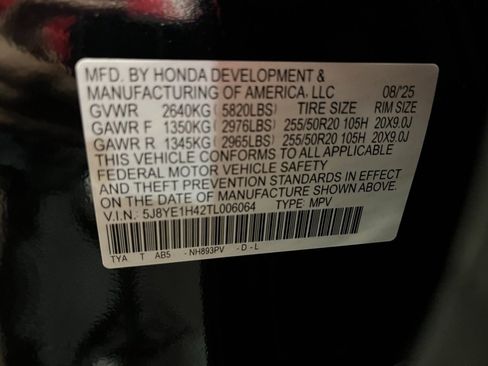 MFD. BY HONDA DEVELOPMENT &
MANUFACTURING OF AMERICA, LLC 08/'25
GVWR 2640KG (5820LBS) TIRE SIZE RIM SIZE
GAWR F 1350KG (2976LBS) 255/50R20 105H 20X9.0J
GAWR R 1345KG (2965LBS) 255/50R20 105H 20X9.0J
THIS VEHICLE CONFORMS TO ALL APPLICABLE
FEDERAL MOTOR VEHICLE SAFETY, BUMPER,
AND THEFT PREVENTION STANDARDS IN EFFECT
ON THE DATE OF MANUFACTURE SHOWN ABOVE.
V.I.N.: 5J8YE1H42TL006064 TYPE: MPV
TYA T AB5 -NH893PV -D-L